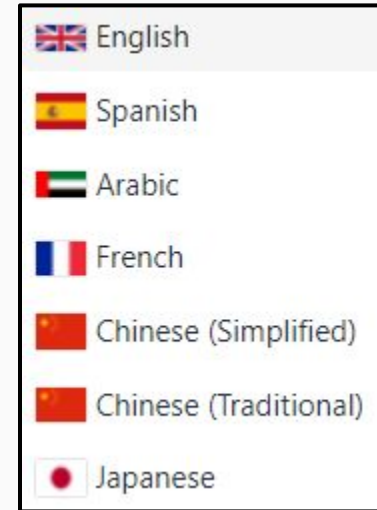 English
Spanish
Arabic
French
Chinese (Simplified)
Chinese (Traditional)
Japanese